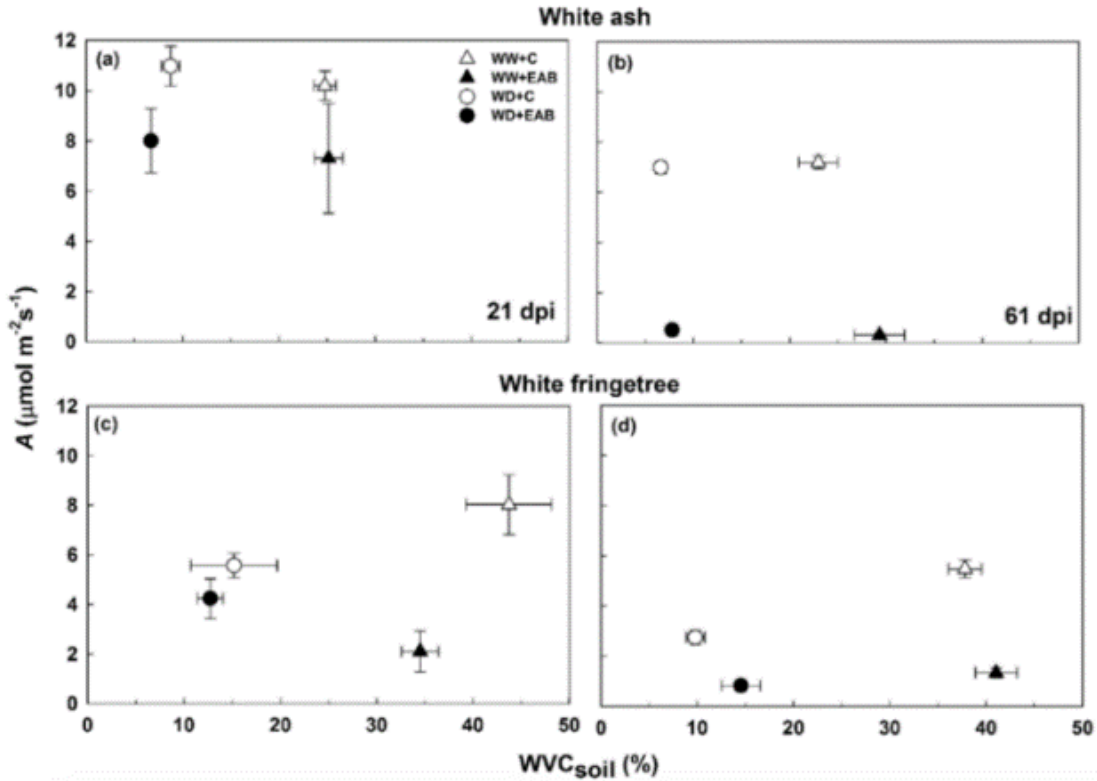 White ash
12
10
8
6
4
2
0
(a)
WW+C
WW+EAB
WD+C
WD+EAB
21 dpi
(b)
61 dpi
A (μmol m⁻²s⁻¹)
White fringetree
12
10
8
6
4
2
0
(c)
(d)
0 10 20 30 40 50
0 10 20 30 40 50
WVCsoil (%)